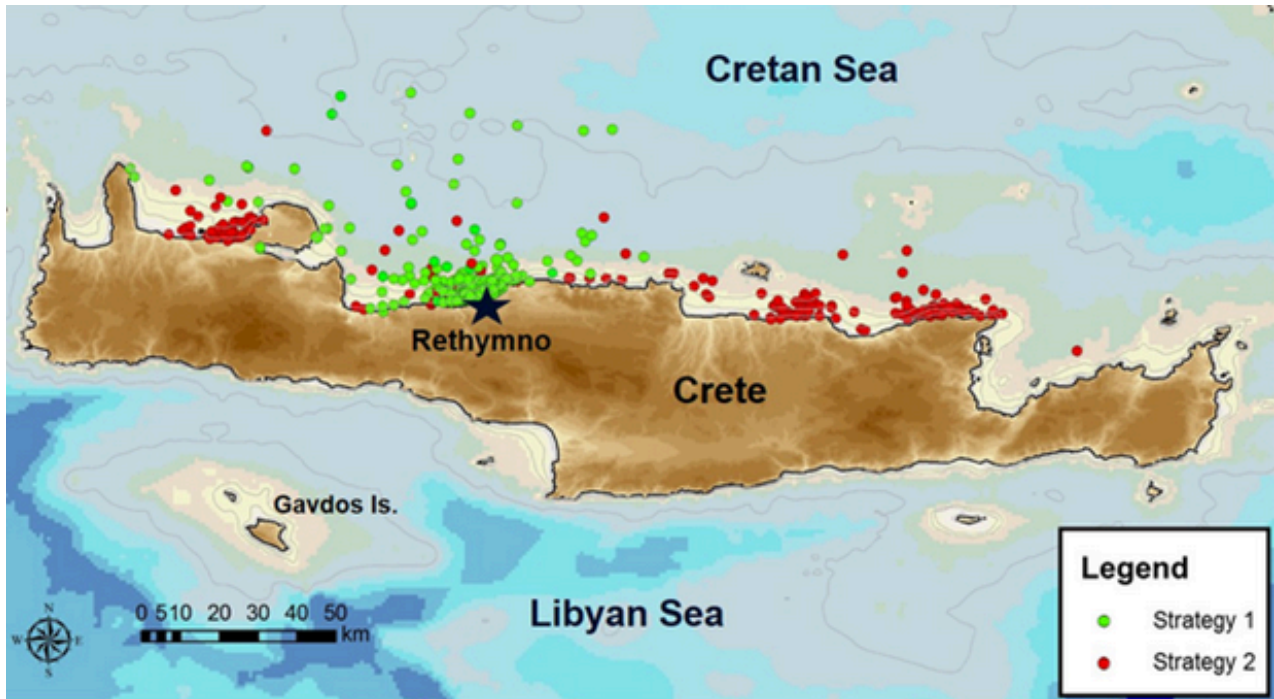 Cretan Sea
Rethymno
Crete
Gavdos Is.
Libyan Sea
N
W E
S
0 5 10 20 30 40 50
km
Legend
Strategy 1
Strategy 2